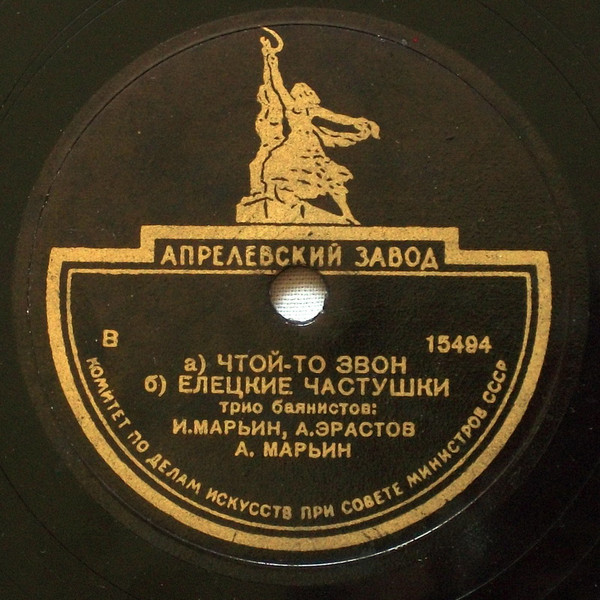 АПРЕЛЕВСКИЙ ЗАВОД
В
15494
а) ЧТОЙ-ТО ЗВОН
б) ЕЛЕЦКИЕ ЧАСТУШКИ
трио баянистов:
И.МАРЬИН, А.ЭРАСТОВ
А. МАРЬИН
КОМИТЕТ ПО ДЕЛАМ ИСКУССТВ ПРИ СОВЕТЕ МИНИСТРОВ СССР